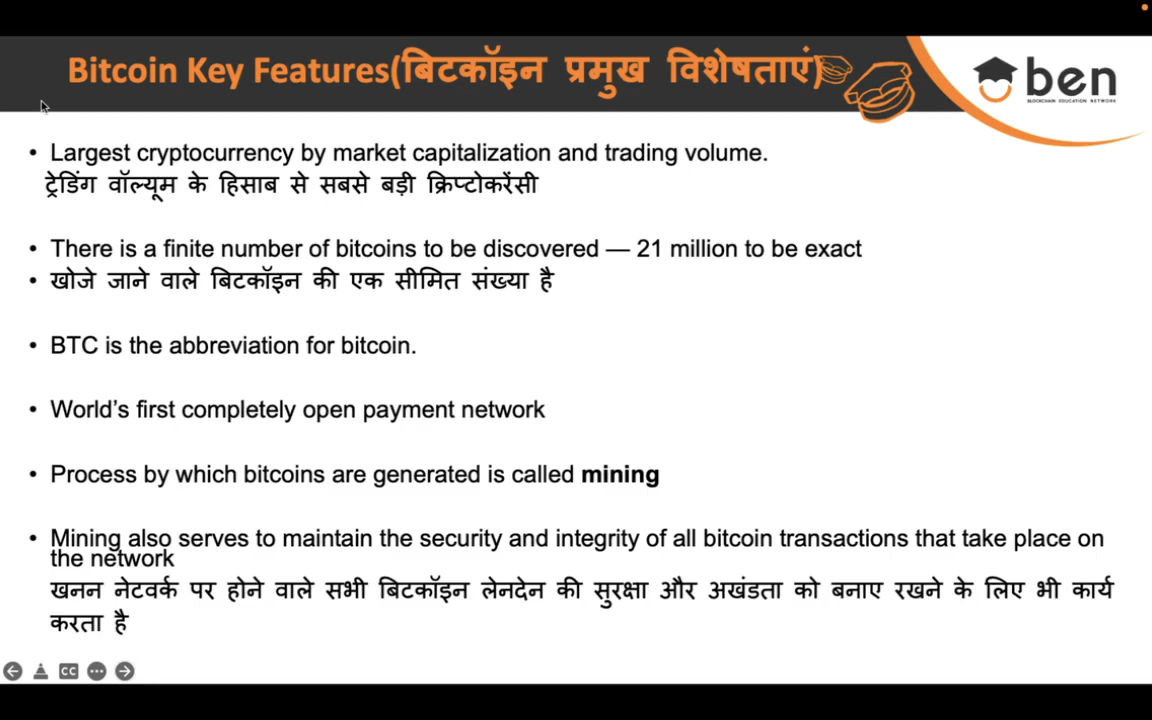 Bitcoin Key Features(बिटकॉइन प्रमुख विशेषताएं)
ben
BLOCKCHAIN EDUCATION NETWORK
• Largest cryptocurrency by market capitalization and trading volume.
ट्रेडिंग वॉल्यूम के हिसाब से सबसे बड़ी क्रिप्टोकरेंसी
• There is a finite number of bitcoins to be discovered — 21 million to be exact
• खोजे जाने वाले बिटकॉइन की एक सीमित संख्या है
• BTC is the abbreviation for bitcoin.
• World’s first completely open payment network
• Process by which bitcoins are generated is called mining
• Mining also serves to maintain the security and integrity of all bitcoin transactions that take place on
the network
खनन नेटवर्क पर होने वाले सभी बिटकॉइन लेनदेन की सुरक्षा और अखंडता को बनाए रखने के लिए भी कार्य
करता है
CC